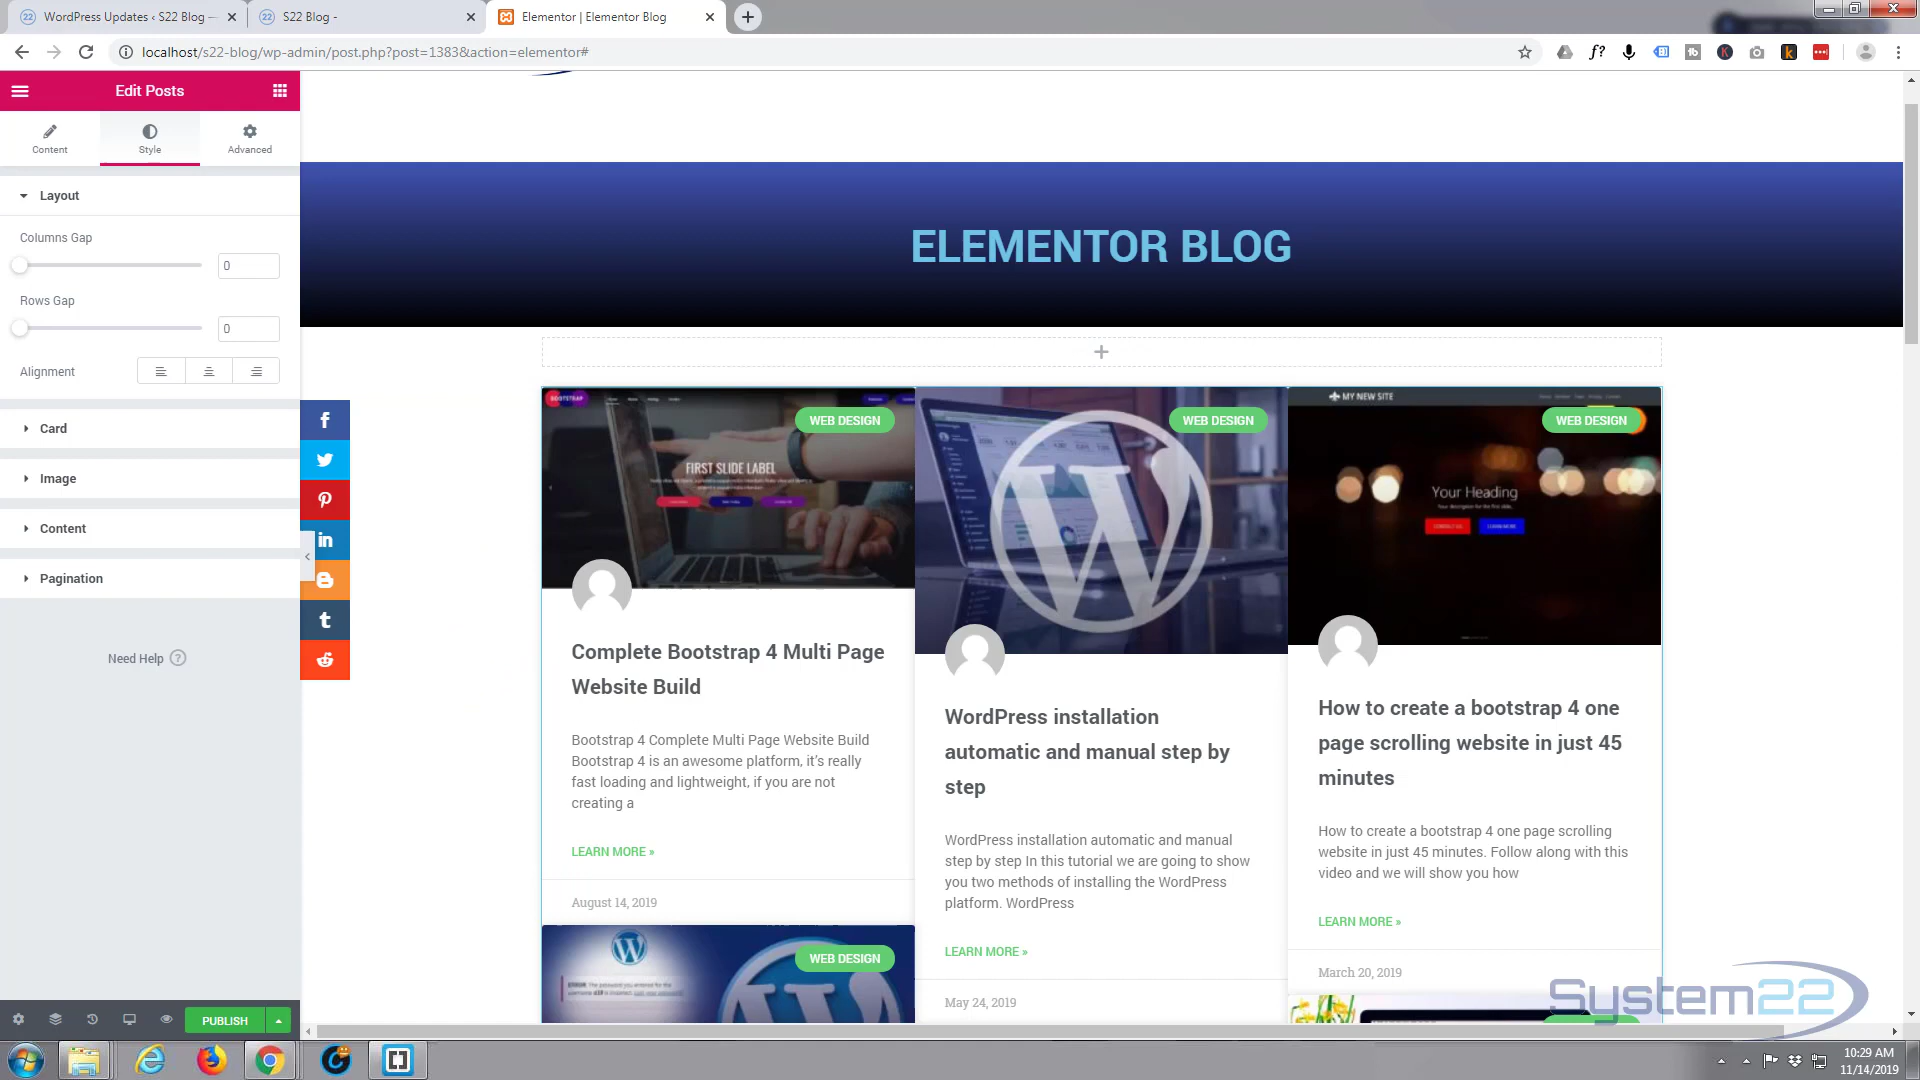 WordPress Updates ‹ S22 Blog —
S22 Blog -
Elementor | Elementor Blog
localhost/s22-blog/wp-admin/post.php?post=1383&action=elementor#
Edit Posts
Content
Style
Advanced
Layout
Columns Gap
0
Rows Gap
0
Alignment
Card
Image
Content
Pagination
Need Help
PUBLISH
ELEMENTOR BLOG
BOOTSTRAP
WEB DESIGN
FIRST SLIDE LABEL
Complete Bootstrap 4 Multi Page
Website Build
Bootstrap 4 Complete Multi Page Website Build
Bootstrap 4 is an awesome platform, it's really
fast loading and lightweight, if you are not
creating a
LEARN MORE »
August 14, 2019
WEB DESIGN
WEB DESIGN
WordPress installation
automatic and manual step by
step
WordPress installation automatic and manual
step by step In this tutorial we are going to show
you two methods of installing the WordPress
platform. WordPress
LEARN MORE »
May 24, 2019
MY NEW SITE
WEB DESIGN
Your Heading
How to create a bootstrap 4 one
page scrolling website in just 45
minutes
How to create a bootstrap 4 one page scrolling
website in just 45 minutes. Follow along with this
video and we will show you how
LEARN MORE »
March 20, 2019
System22
10:29 AM
11/14/2019